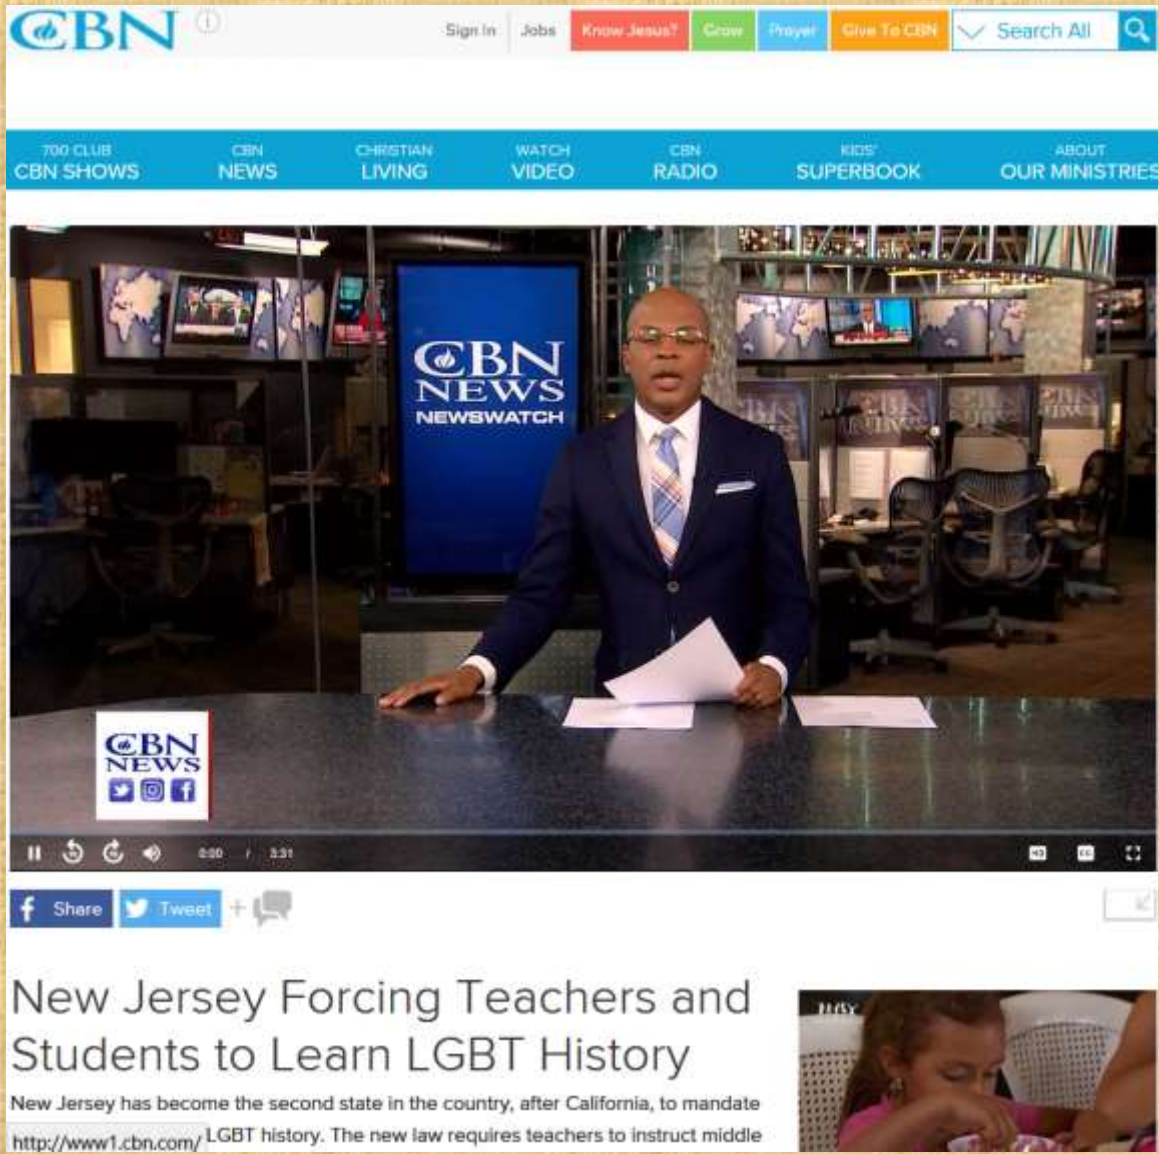 CBN
Sign In Jobs Know Jesus? Grow Prayer Give To CBN Search All
700 CLUB
CBN SHOWS
CBN
NEWS
CHRISTIAN
LIVING
WATCH
VIDEO
CBN
RADIO
KIDS'
SUPERBOOK
ABOUT
OUR MINISTRIES
CBN
NEWS
NEWSWATCH
CBN
NEWS
0:00 / 3:31
HD CC
Share Tweet +
New Jersey Forcing Teachers and
Students to Learn LGBT History
New Jersey has become the second state in the country, after California, to mandate
http://www1.cbn.com/ LGBT history. The new law requires teachers to instruct middle